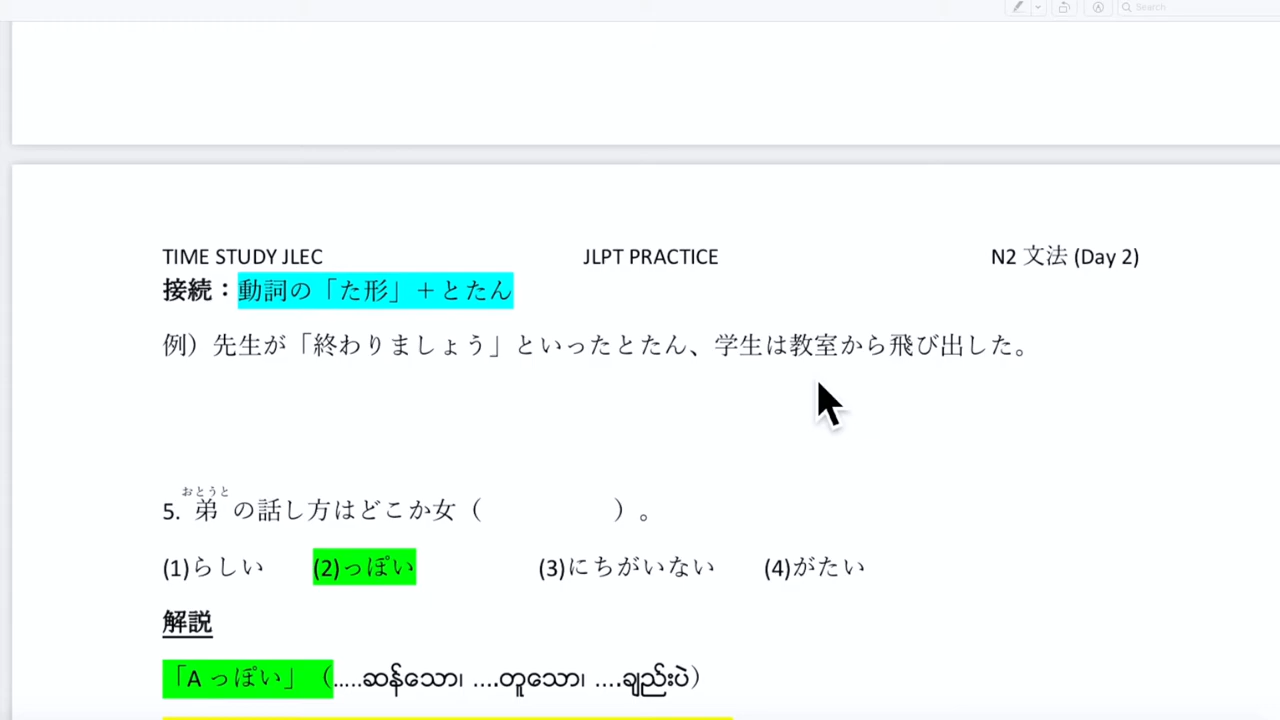 Search
TIME STUDY JLEC JLPT PRACTICE N2 文法 (Day 2)
接続：動詞の「た形」＋とたん
例）先生が「終わりましょう」といったとたん、学生は教室から飛び出した。
おとうと
5. 弟の話し方はどこか女（ ）。
(1)らしい (2)っぽい (3)にちがいない (4)がたい
解説
「A っぽい」（.....ဆန်သော၊ ....တူသော၊ ....ချည်းပဲ）